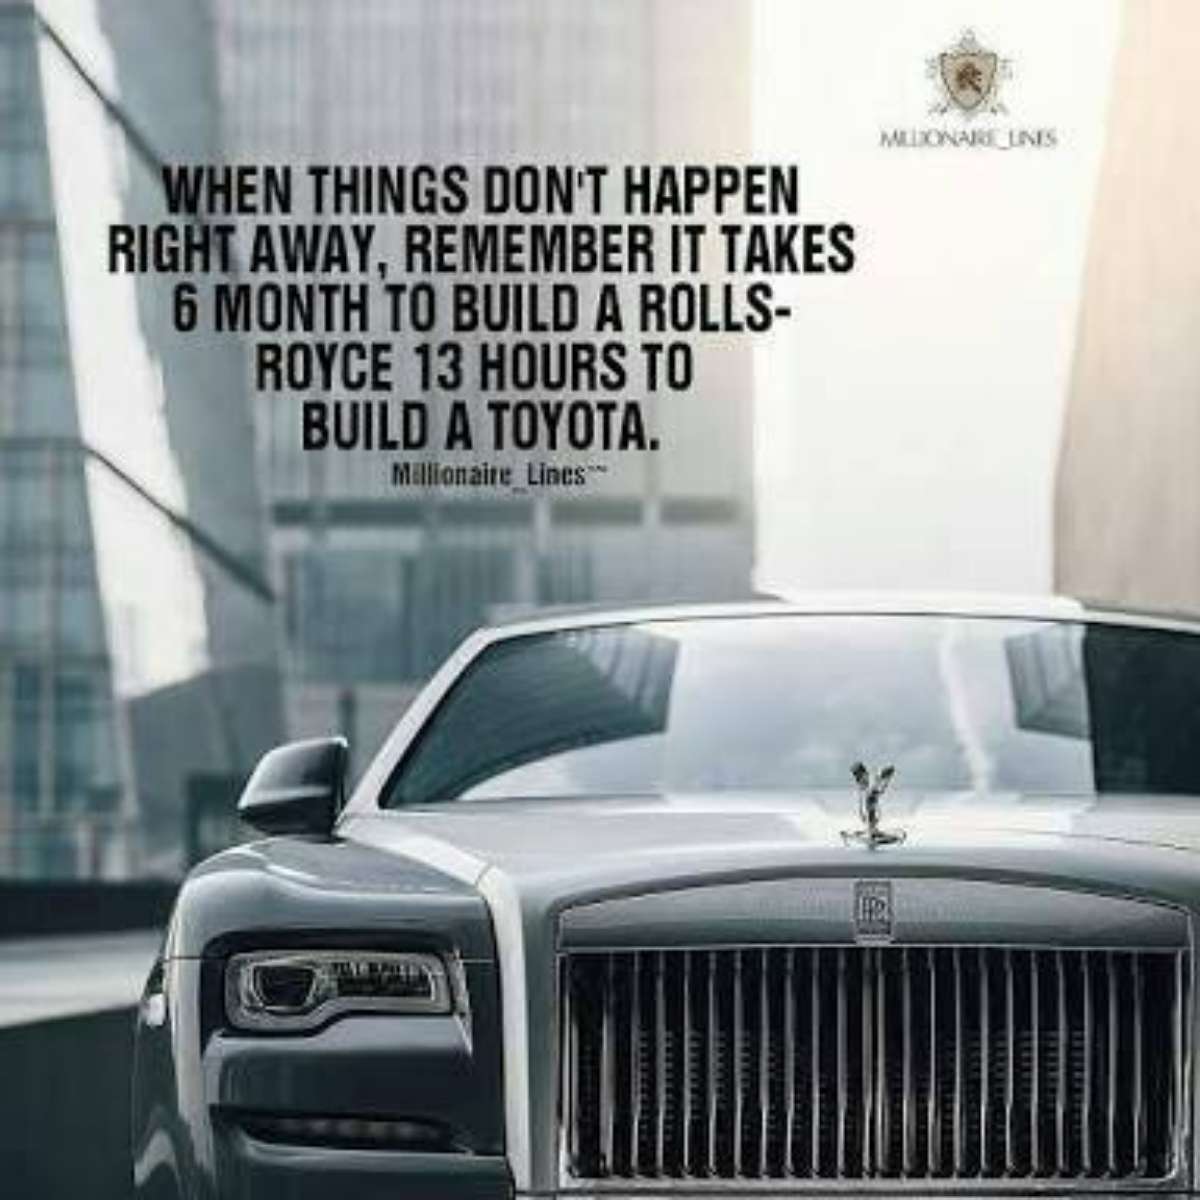 MILLIONAIRE_LINES
WHEN THINGS DON'T HAPPEN
RIGHT AWAY, REMEMBER IT TAKES
6 MONTH TO BUILD A ROLLS-
ROYCE 13 HOURS TO
BUILD A TOYOTA.
Millionaire_Lines~~